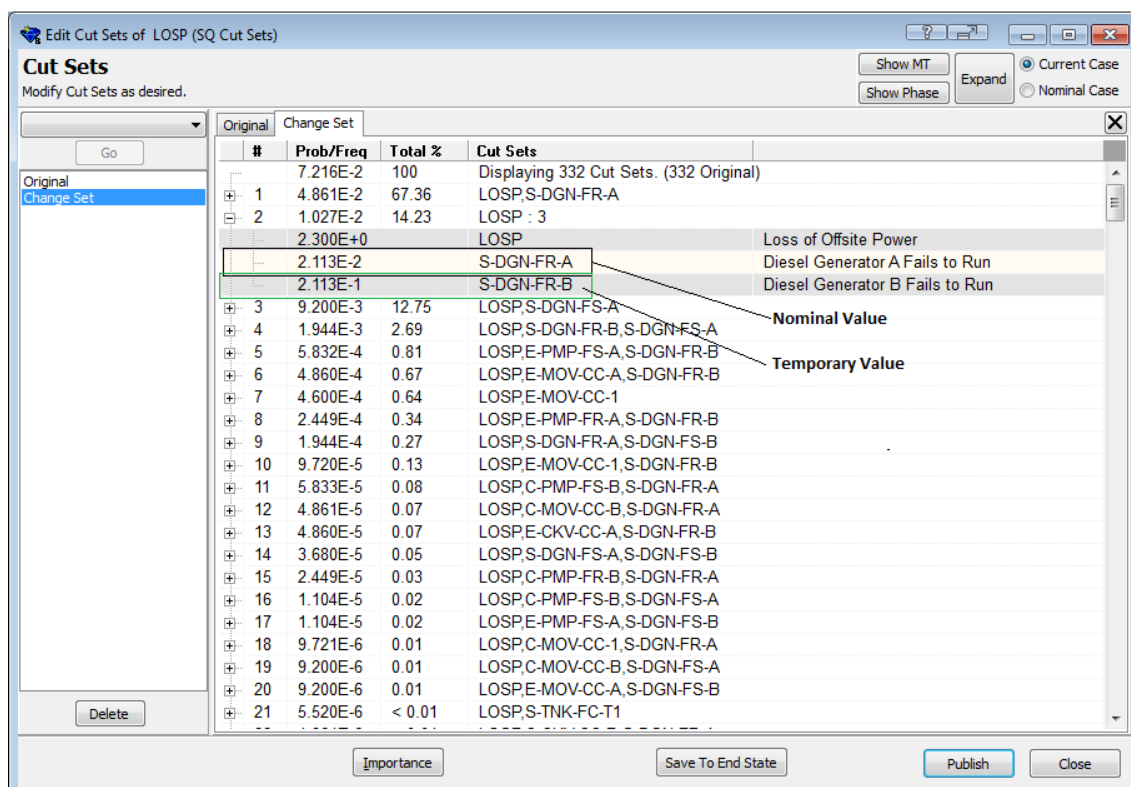 Edit Cut Sets of LOSP (SQ Cut Sets)
Cut Sets
Modify Cut Sets as desired.
Show MT
Show Phase
Expand
Current Case
Nominal Case
Go
Original
Change Set
Delete
Original Change Set
# Prob/Freq Total % Cut Sets
7.216E-2 100 Displaying 332 Cut Sets. (332 Original)
1 4.861E-2 67.36 LOSP,S-DGN-FR-A
2 1.027E-2 14.23 LOSP : 3
2.300E+0 LOSP Loss of Offsite Power
2.113E-2 S-DGN-FR-A Diesel Generator A Fails to Run
2.113E-1 S-DGN-FR-B Diesel Generator B Fails to Run
3 9.200E-3 12.75 LOSP,S-DGN-FS-A
Nominal Value
4 1.944E-3 2.69 LOSP,S-DGN-FR-B,S-DGN-FS-A
5 5.832E-4 0.81 LOSP,E-PMP-FS-A,S-DGN-FR-B
Temporary Value
6 4.860E-4 0.67 LOSP,E-MOV-CC-A,S-DGN-FR-B
7 4.600E-4 0.64 LOSP,E-MOV-CC-1
8 2.449E-4 0.34 LOSP,E-PMP-FR-A,S-DGN-FR-B
9 1.944E-4 0.27 LOSP,S-DGN-FR-A,S-DGN-FS-B
10 9.720E-5 0.13 LOSP,E-MOV-CC-1,S-DGN-FR-B
11 5.833E-5 0.08 LOSP,C-PMP-FS-B,S-DGN-FR-A
12 4.861E-5 0.07 LOSP,C-MOV-CC-B,S-DGN-FR-A
13 4.860E-5 0.07 LOSP,E-CKV-CC-A,S-DGN-FR-B
14 3.680E-5 0.05 LOSP,S-DGN-FS-A,S-DGN-FS-B
15 2.449E-5 0.03 LOSP,C-PMP-FR-B,S-DGN-FR-A
16 1.104E-5 0.02 LOSP,C-PMP-FS-B,S-DGN-FS-A
17 1.104E-5 0.02 LOSP,E-PMP-FS-A,S-DGN-FS-B
18 9.721E-6 0.01 LOSP,C-MOV-CC-1,S-DGN-FR-A
19 9.200E-6 0.01 LOSP,C-MOV-CC-B,S-DGN-FS-A
20 9.200E-6 0.01 LOSP,E-MOV-CC-A,S-DGN-FS-B
21 5.520E-6 < 0.01 LOSP,S-TNK-FC-T1
Importance
Save To End State
Publish
Close